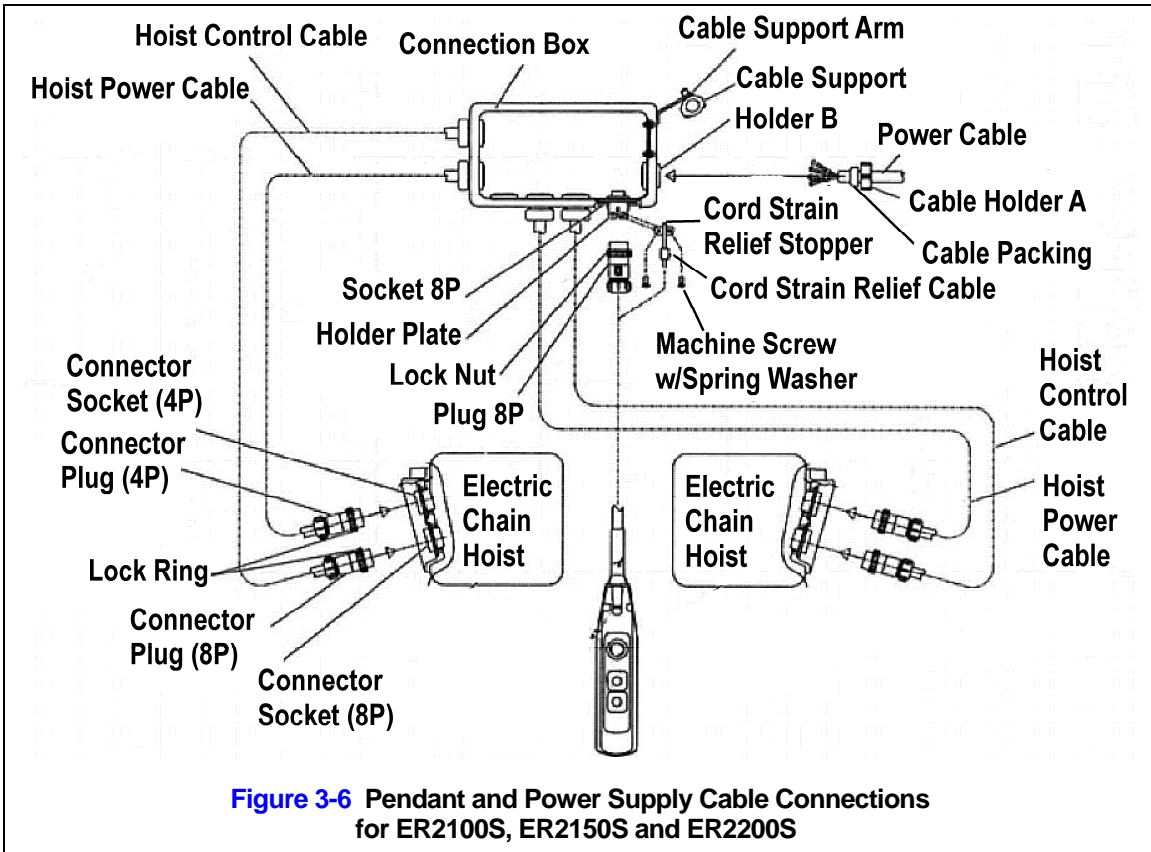 Hoist Control Cable
Connection Box
Cable Support Arm
Hoist Power Cable
Cable Support
Holder B
Power Cable
Cable Holder A
Cable Packing
Cord Strain
Relief Stopper
Cord Strain Relief Cable
Socket 8P
Holder Plate
Lock Nut
Plug 8P
Machine Screw
w/Spring Washer
Connector
Socket (4P)
Connector
Plug (4P)
Lock Ring
Connector
Plug (8P)
Connector
Socket (8P)
Electric
Chain
Hoist
Electric
Chain
Hoist
Hoist
Control
Cable
Hoist
Power
Cable
Figure 3-6 Pendant and Power Supply Cable Connections
for ER2100S, ER2150S and ER2200S